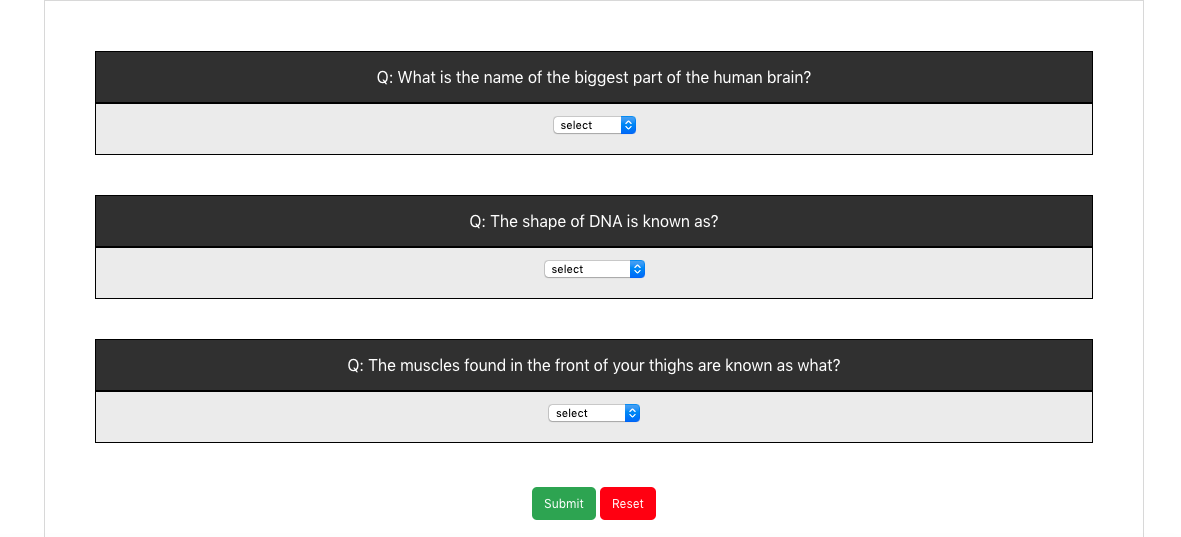 Q: What is the name of the biggest part of the human brain?
select
Q: The shape of DNA is known as?
select
Q: The muscles found in the front of your thighs are known as what?
select
Submit Reset